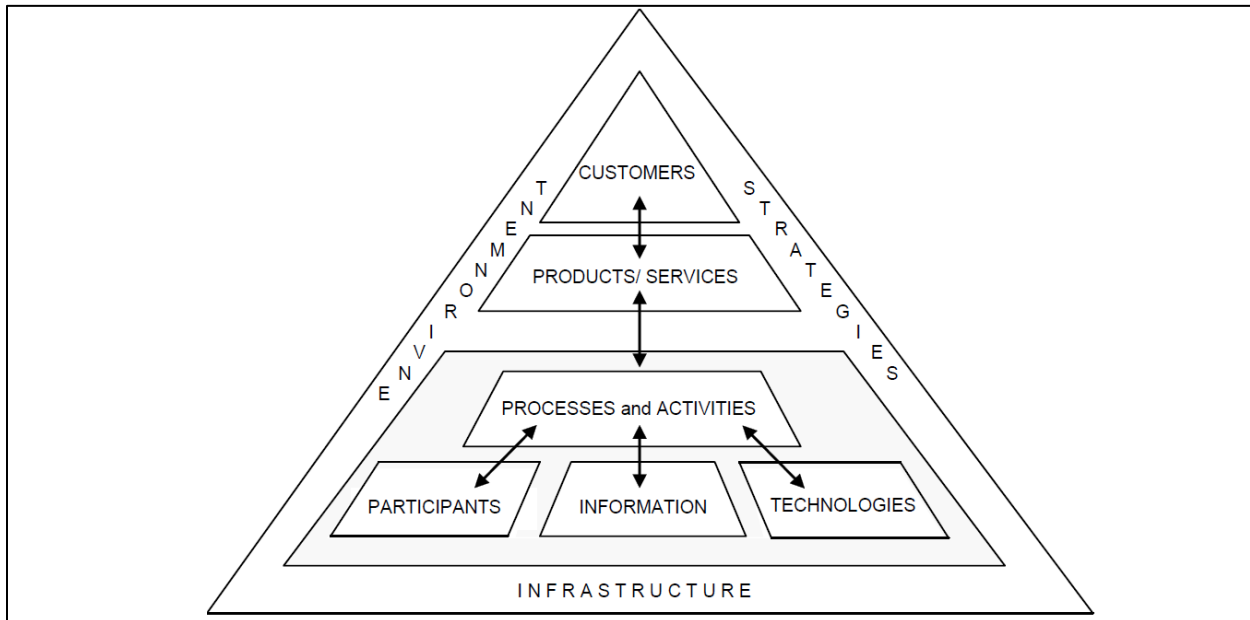 CUSTOMERS
PRODUCTS/ SERVICES
PROCESSES and ACTIVITIES
PARTICIPANTS
INFORMATION
TECHNOLOGIES
ENVIRONMENT
STRATEGIES
INFRASTRUCTURE